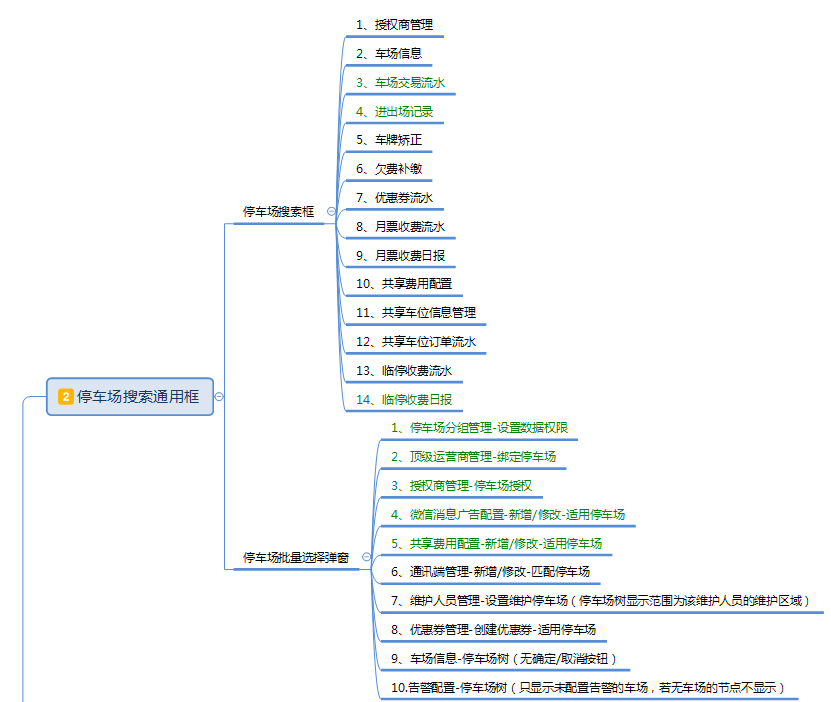 2 停车场搜索通用框
停车场搜索框
1、授权商管理
2、车场信息
3、车场交易流水
4、进出场记录
5、车牌矫正
6、欠费补缴
7、优惠券流水
8、月票收费流水
9、月票收费日报
10、共享费用配置
11、共享车位信息管理
12、共享车位订单流水
13、临停收费流水
14、临停收费日报
停车场批量选择弹窗
1、停车场分组管理-设置数据权限
2、顶级运营商管理-绑定停车场
3、授权商管理-停车场授权
4、微信消息广告配置-新增/修改-适用停车场
5、共享费用配置-新增/修改-适用停车场
6、通讯端管理-新增/修改-匹配停车场
7、维护人员管理-设置维护停车场（停车场树显示范围为该维护人员的维护区域）
8、优惠券管理-创建优惠券-适用停车场
9、车场信息-停车场树（无确定/取消按钮）
10.告警配置-停车场树（只显示未配置告警的车场，若无车场的节点不显示）